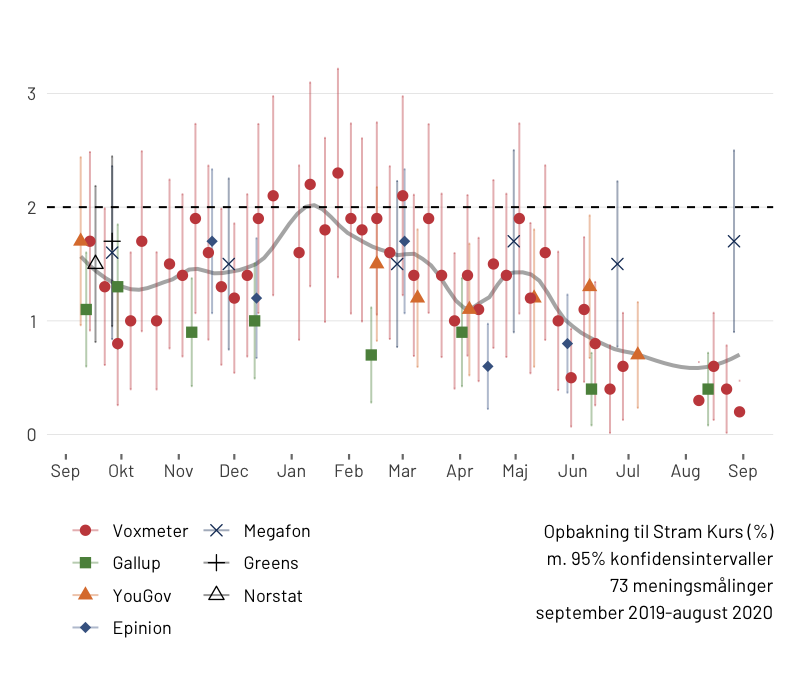 3
2
1
0
Sep Okt Nov Dec Jan Feb Mar Apr Maj Jun Jul Aug Sep
Voxmeter
Gallup
YouGov
Epinion
Megafon
Greens
Norstat
Opbakning til Stram Kurs (%)
m. 95% konfidensintervaller
73 meningsmålinger
september 2019-august 2020